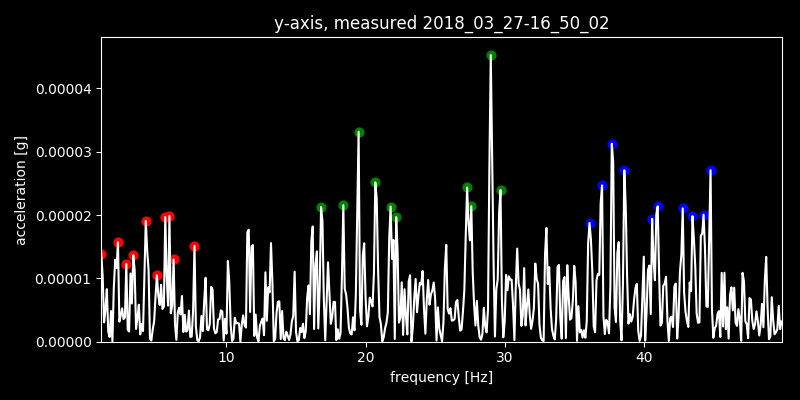 y-axis, measured 2018_03_27-16_50_02
0.00004
0.00003
0.00002
0.00001
0.00000
acceleration [g]
10 20 30 40
frequency [Hz]